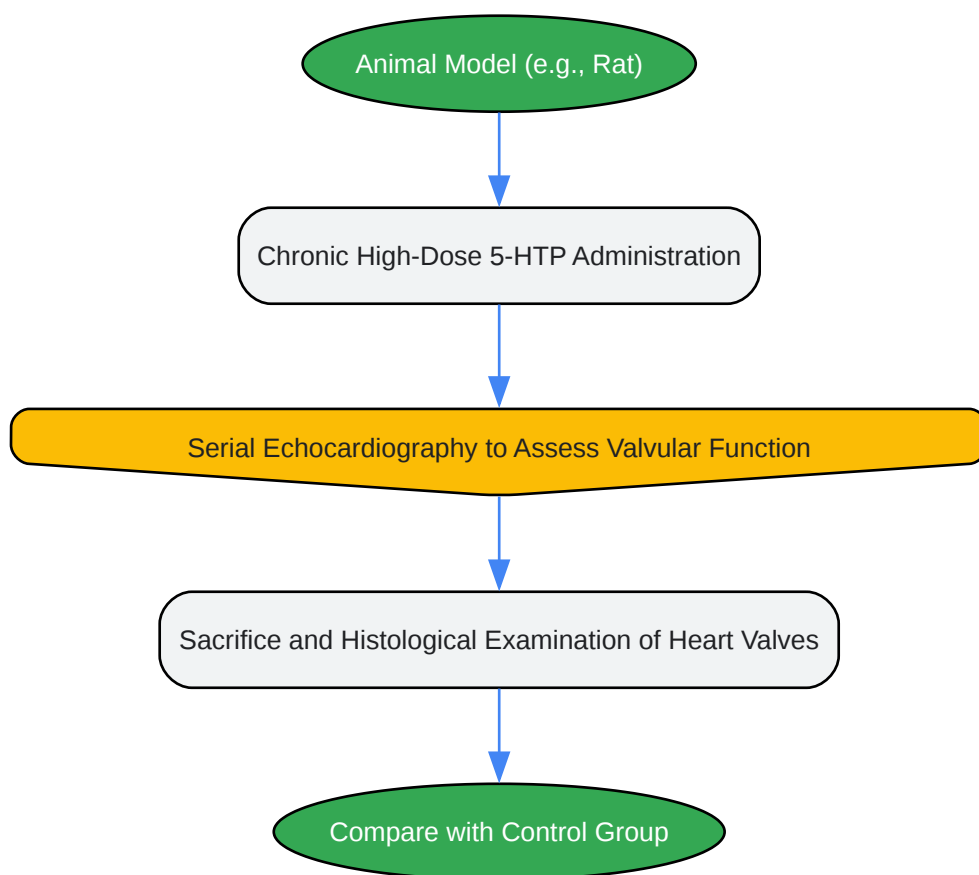 Animal Model (e.g., Rat)
Chronic High-Dose 5-HTP Administration
Serial Echocardiography to Assess Valvular Function
Sacrifice and Histological Examination of Heart Valves
Compare with Control Group